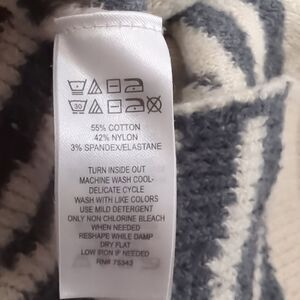 30
55% COTTON
42% NYLON
3% SPANDEX/ELASTANE
TURN INSIDE OUT
MACHINE WASH COOL-
DELICATE CYCLE
WASH WITH LIKE COLORS
USE MILD DETERGENT
ONLY NON CHLORINE BLEACH
WHEN NEEDED
RESHAPE WHILE DAMP
DRY FLAT
LOW IRON IF NEEDED
RN# 75343